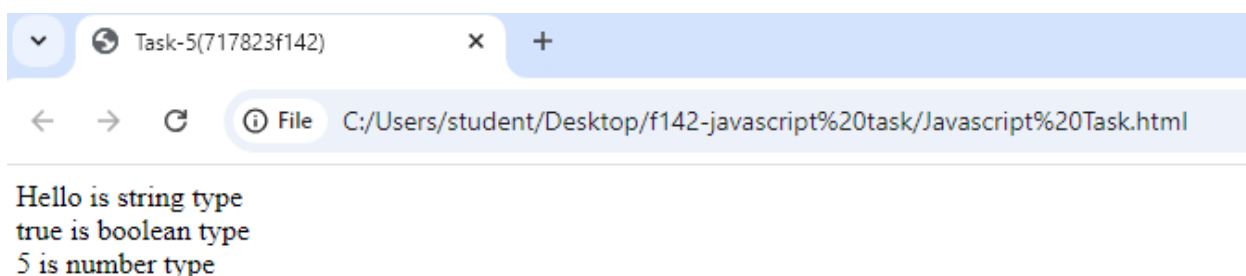 Task-5(717823f142)
File C:/Users/student/Desktop/f142-javascript%20task/Javascript%20Task.html
Hello is string type
true is boolean type
5 is number type